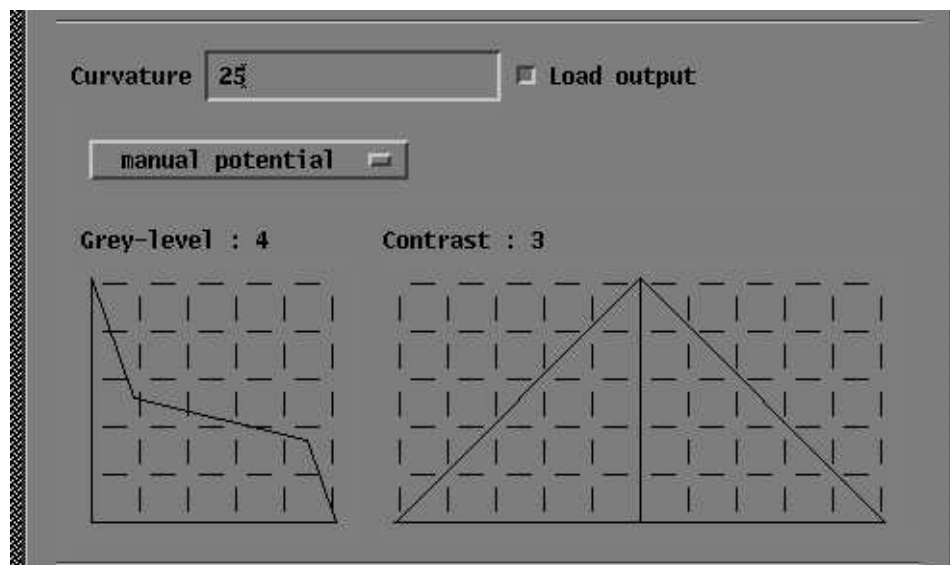 Curvature 25 Load output
manual potential
Grey-level : 4 Contrast : 3